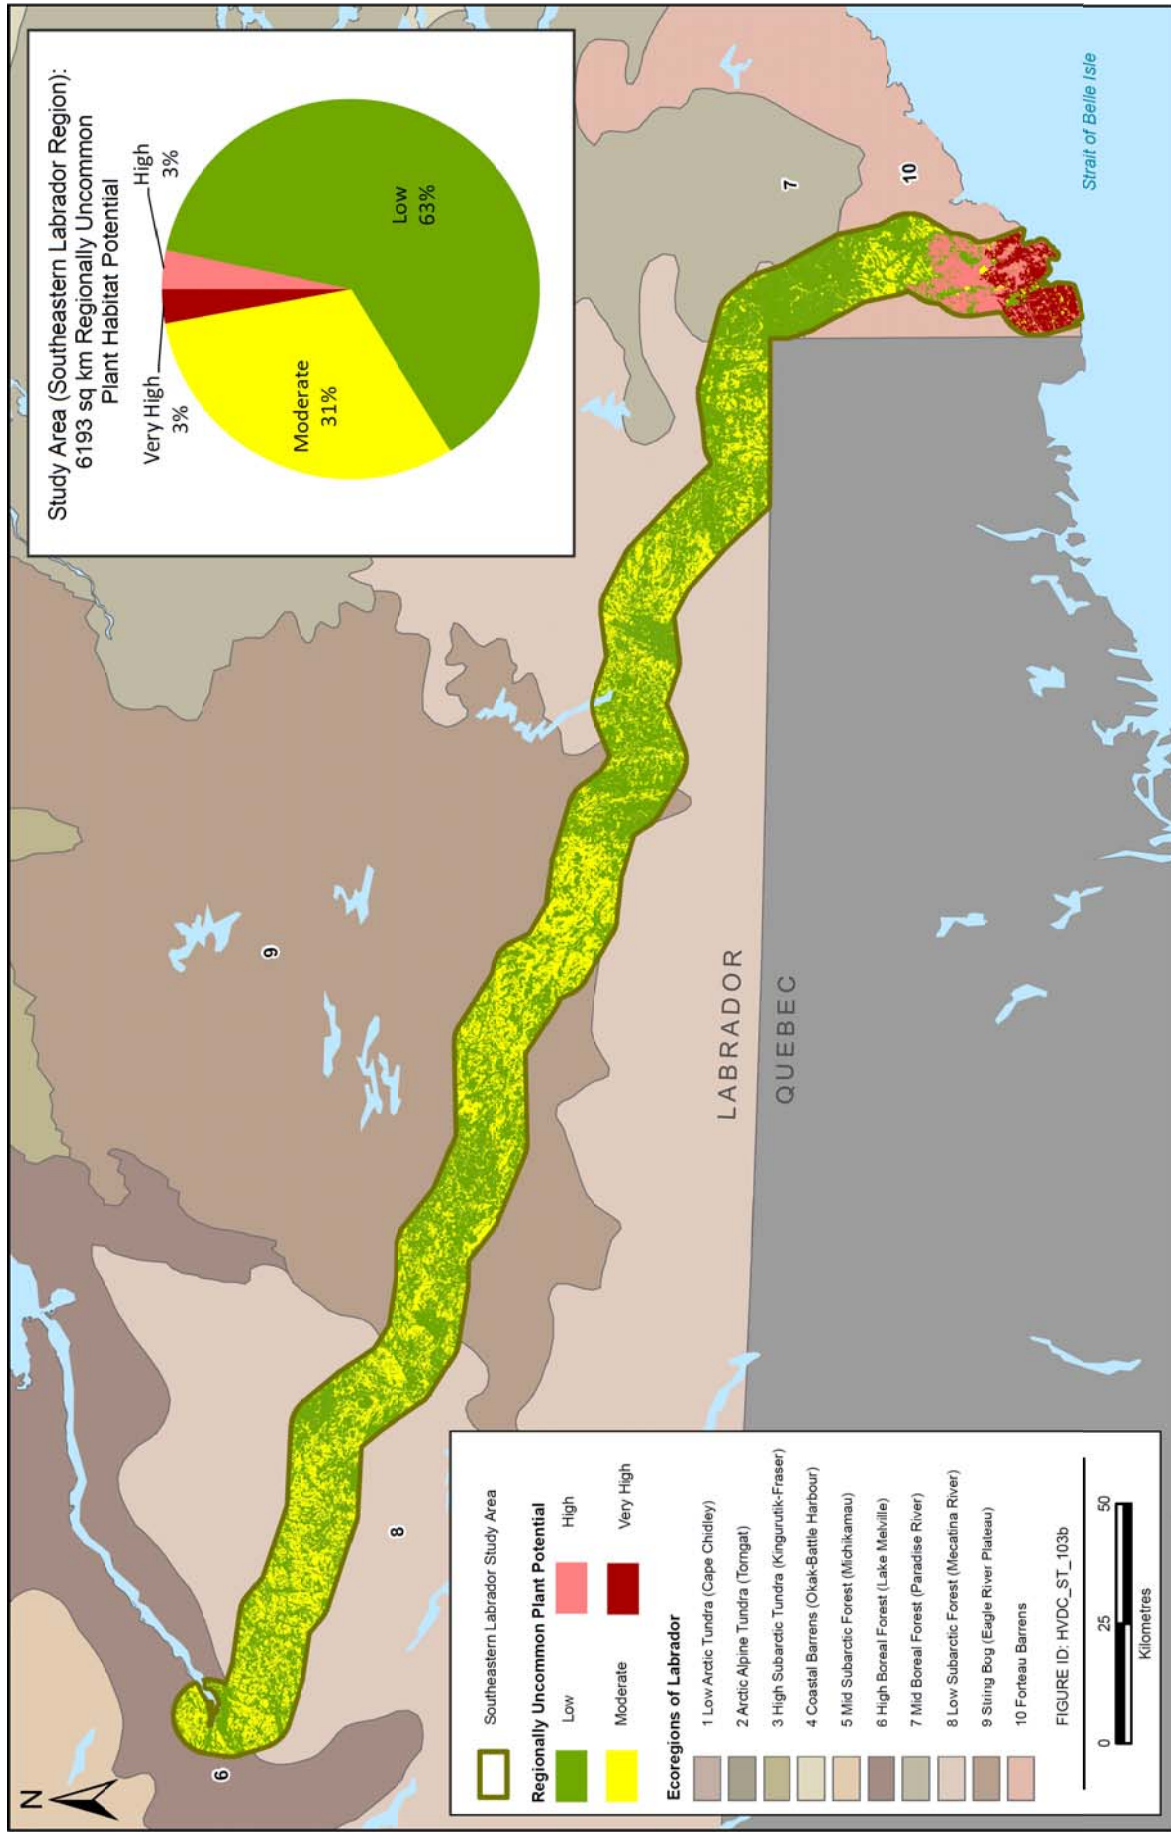 Study Area (Southeastern Labrador Region):
6193 sq km Regionally Uncommon
Plant Habitat Potential
Very High
3%
High
3%
Moderate
31%
Low
63%
N
6
8
9
7
10
LABRADOR
QUEBEC
Strait of Belle Isle
Southeastern Labrador Study Area
Regionally Uncommon Plant Potential
Low
High
Moderate
Very High
Ecoregions of Labrador
1 Low Arctic Tundra (Cape Chidley)
2 Arctic Alpine Tundra (Torngat)
3 High Subarctic Tundra (Kingurutik-Fraser)
4 Coastal Barrens (Okak-Battle Harbour)
5 Mid Subarctic Forest (Michikamau)
6 High Boreal Forest (Lake Melville)
7 Mid Boreal Forest (Paradise River)
8 Low Subarctic Forest (Mecatina River)
9 String Bog (Eagle River Plateau)
10 Forteau Barrens
FIGURE ID: HVDC_ST_103b
0 25 50
Kilometres